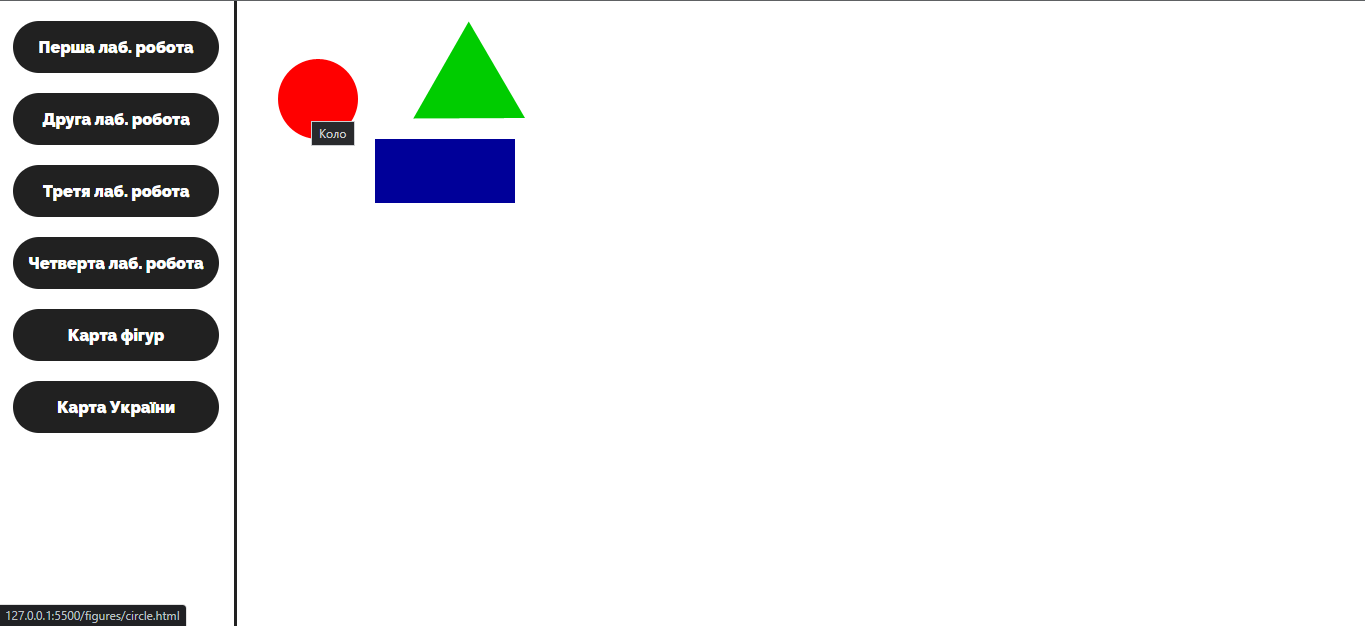 Перша лаб. робота
Друга лаб. робота
Третя лаб. робота
Четверта лаб. робота
Карта фігур
Карта України
Коло
127.0.0.1:5500/figures/circle.html